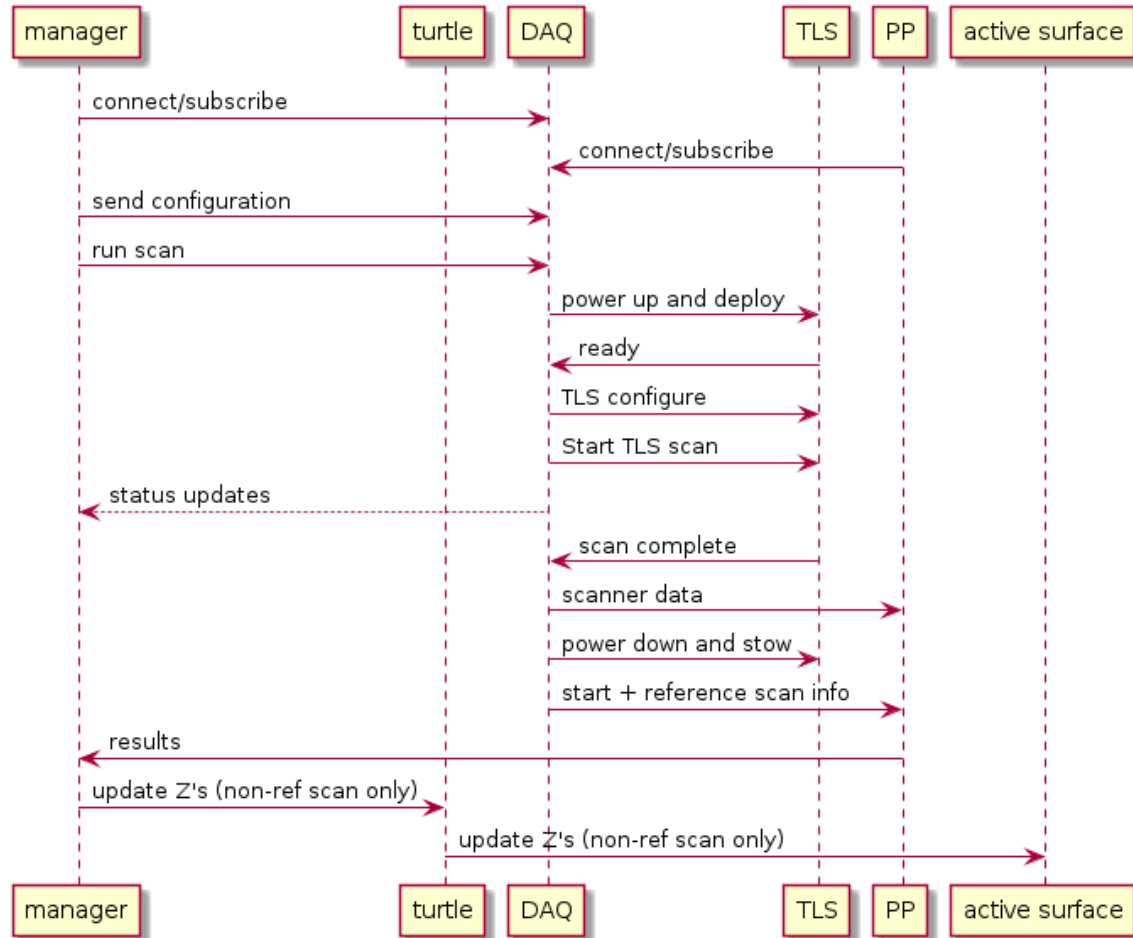 manager turtle DAQ TLS PP active surface
connect/subscribe
connect/subscribe
send configuration
run scan
power up and deploy
ready
TLS configure
Start TLS scan
status updates
scan complete
scanner data
power down and stow
start + reference scan info
results
update Z's (non-ref scan only)
update Z's (non-ref scan only)
manager turtle DAQ TLS PP active surface